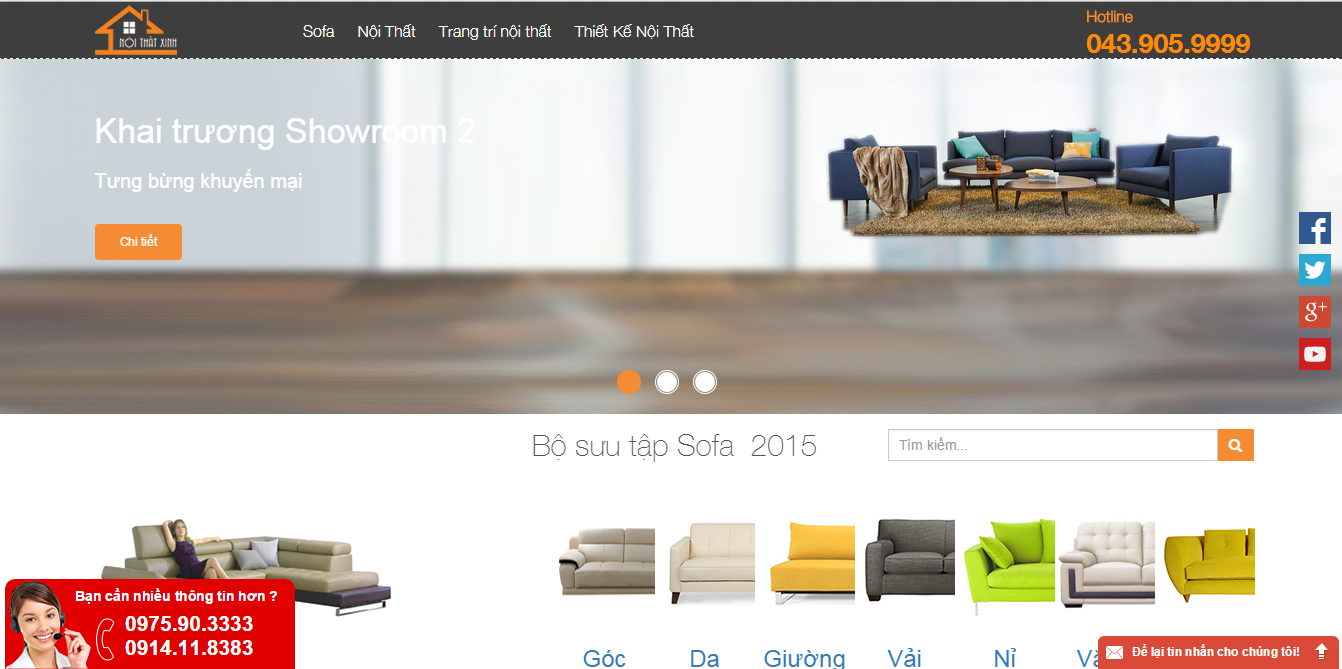 NỘI THẤT XINH
Sofa
Nội Thất
Trang trí nội thất
Thiết Kế Nội Thất
Hotline
043.905.9999
Khai trương Showroom 2
Tưng bừng khuyến mại
Chi tiết
Bộ sưu tập Sofa 2015
Tìm kiếm...
Bạn cần nhiều thông tin hơn ?
0975.90.3333
0914.11.8383
Góc
Da
Giường
Vải
Nỉ
Để lại tin nhắn cho chúng tôi!